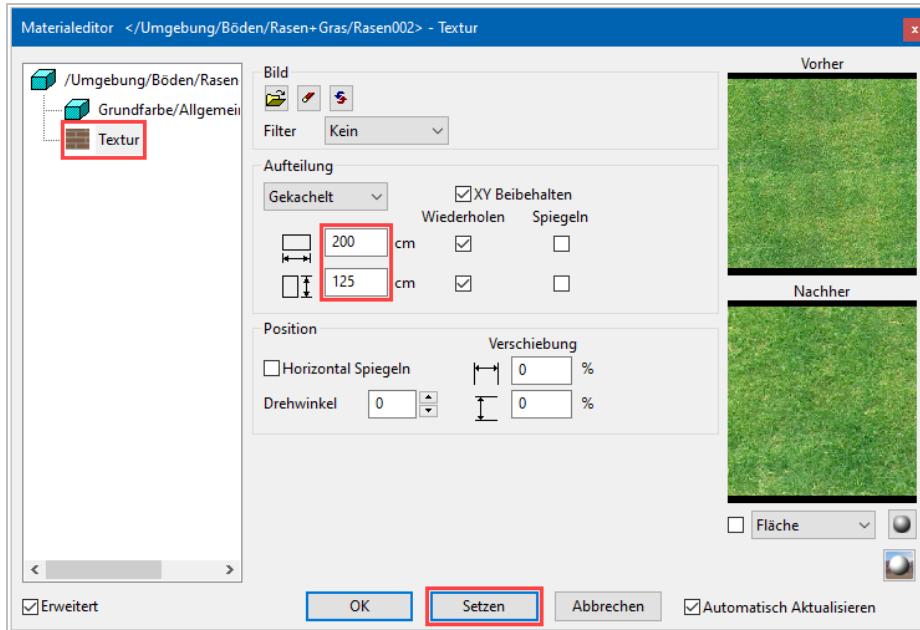 Materialeditor </Umgebung/Böden/Rasen+Gras/Rasen002> - Textur
x
/Umgebung/Böden/Rasen
Grundfarbe/Allgemein
Textur
Bild
Filter Kein
Aufteilung
Gekachelt XY Beibehalten
Wiederholen Spiegeln
200 cm
125 cm
Position
Verschiebung
Horizontal Spiegeln 0 %
Drehwinkel 0 0 %
Vorher
Nachher
Fläche
Erweitert OK Setzen Abbrechen Automatisch Aktualisieren